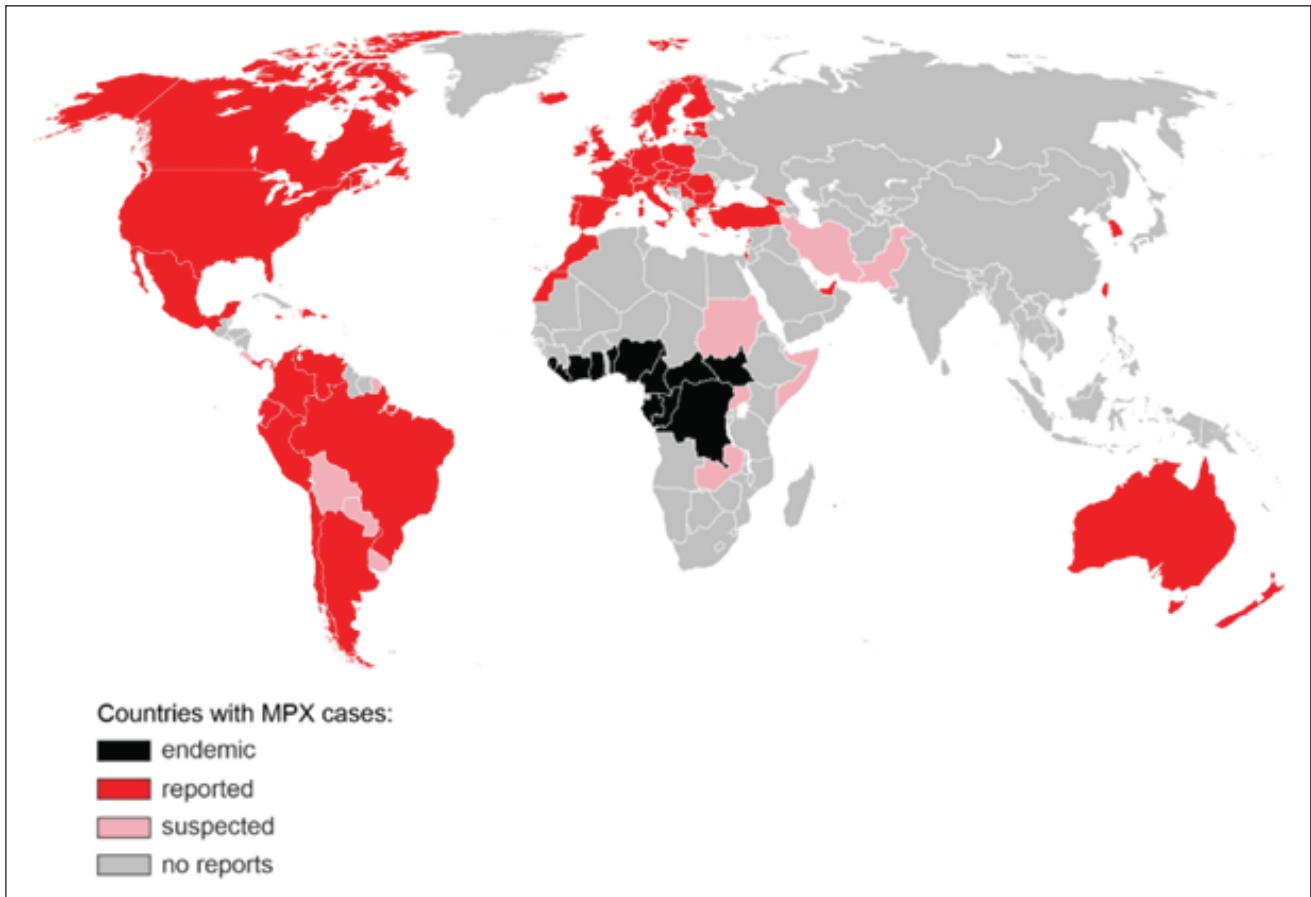 Countries with MPX cases:
endemic
reported
suspected
no reports